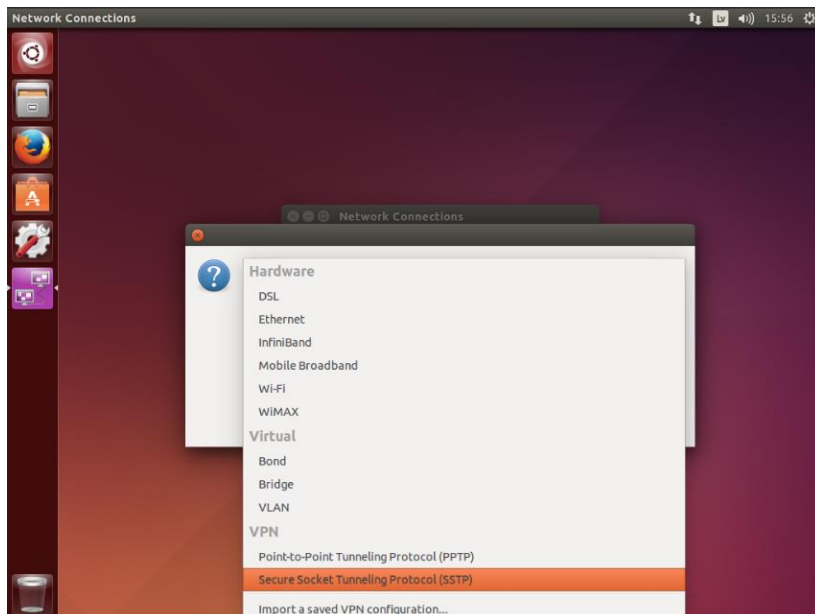 Network Connections
Lv 15:56
Network Connections
?
Hardware
DSL
Ethernet
InfiniBand
Mobile Broadband
Wi-Fi
WiMAX
Virtual
Bond
Bridge
VLAN
VPN
Point-to-Point Tunneling Protocol (PPTP)
Secure Socket Tunneling Protocol (SSTP)
Import a saved VPN configuration...